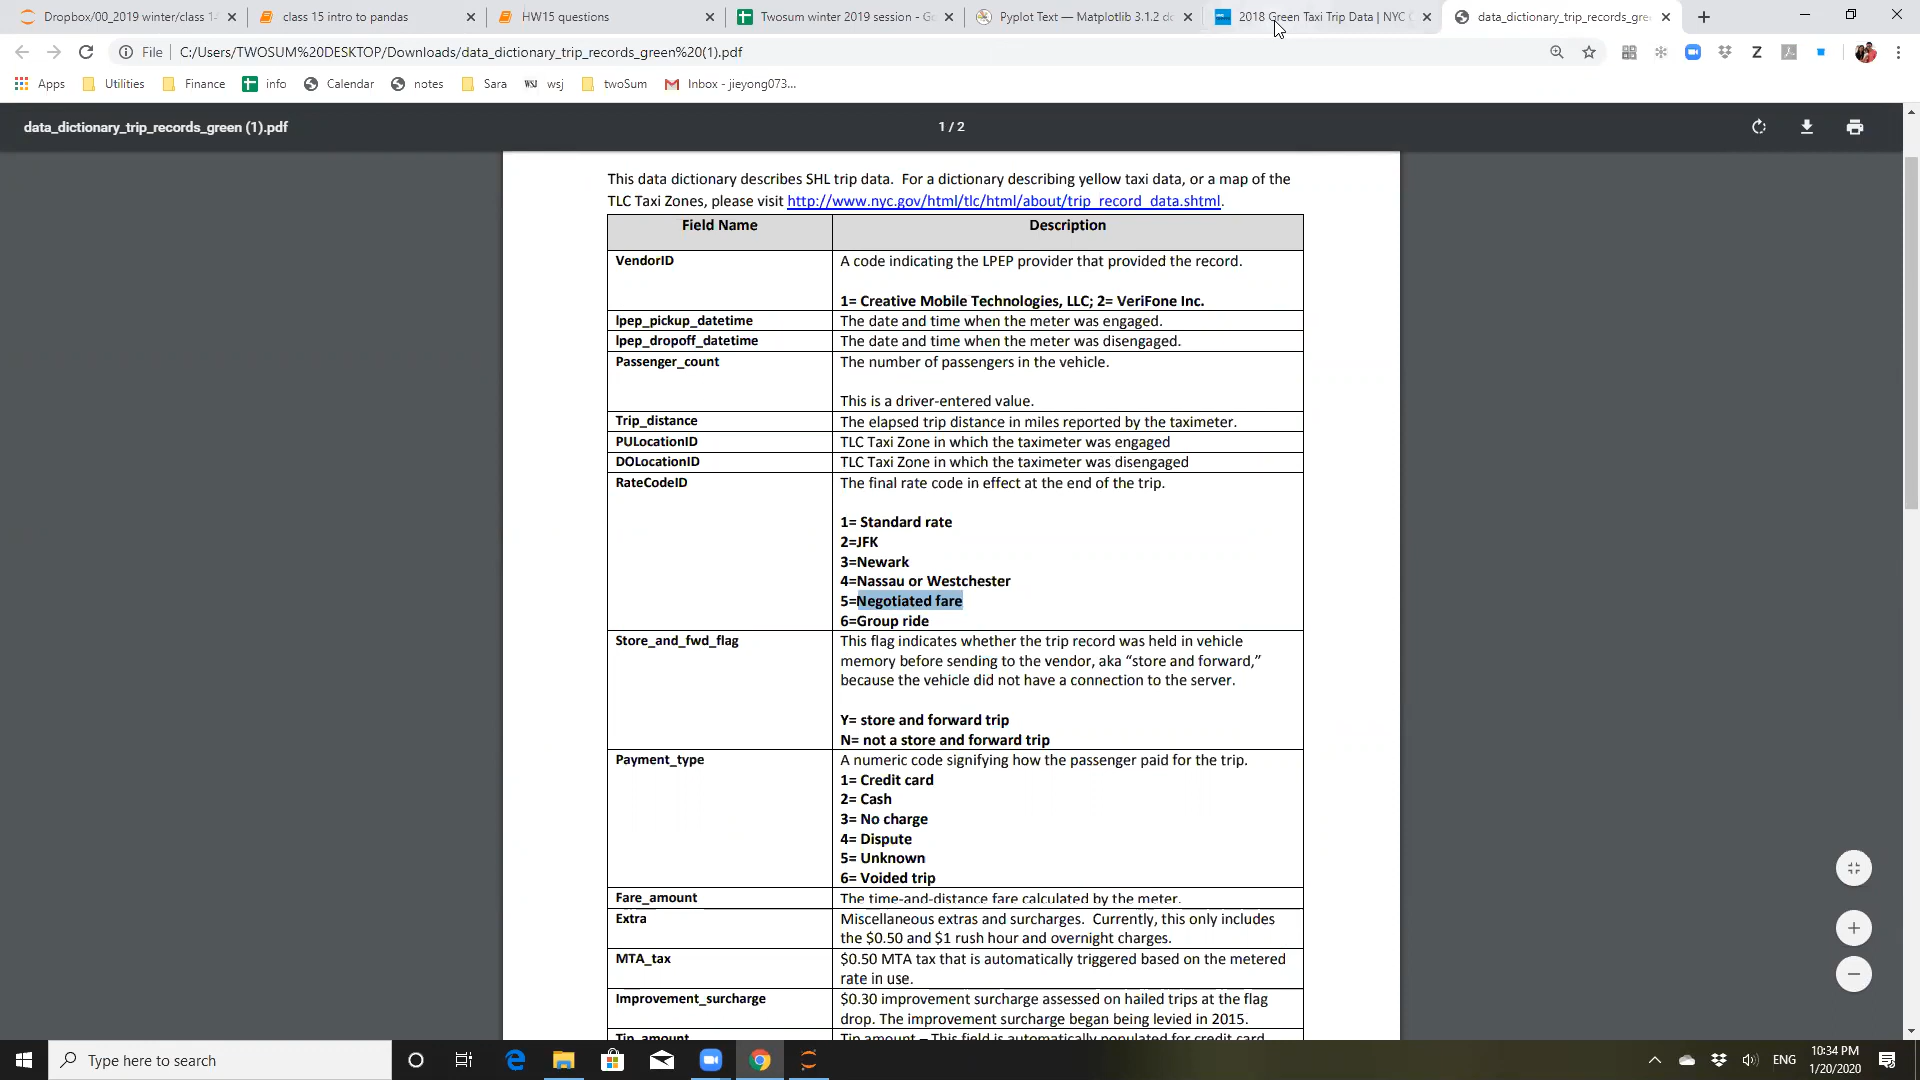 Dropbox/00_2019 winter/class 1
class 15 intro to pandas
HW15 questions
Twosum winter 2019 session - Go
Pyplot Text — Matplotlib 3.1.2 do
2018 Green Taxi Trip Data | NYC
data_dictionary_trip_records_gre
File C:/Users/TWOSUM%20DESKTOP/Downloads/data_dictionary_trip_records_green%20(1).pdf
Apps Utilities Finance info Calendar notes Sara wsj twoSum Inbox - jieyong073...
data_dictionary_trip_records_green (1).pdf
1 / 2
This data dictionary describes SHL trip data. For a dictionary describing yellow taxi data, or a map of the
TLC Taxi Zones, please visit http://www.nyc.gov/html/tlc/html/about/trip_record_data.shtml.
Field Name Description
VendorID A code indicating the LPEP provider that provided the record.
1= Creative Mobile Technologies, LLC; 2= VeriFone Inc.
lpep_pickup_datetime The date and time when the meter was engaged.
lpep_dropoff_datetime The date and time when the meter was disengaged.
Passenger_count The number of passengers in the vehicle.
This is a driver-entered value.
Trip_distance The elapsed trip distance in miles reported by the taximeter.
PULocationID TLC Taxi Zone in which the taximeter was engaged
DOLocationID TLC Taxi Zone in which the taximeter was disengaged
RateCodeID The final rate code in effect at the end of the trip.
1= Standard rate
2=JFK
3=Newark
4=Nassau or Westchester
5=Negotiated fare
6=Group ride
Store_and_fwd_flag This flag indicates whether the trip record was held in vehicle
memory before sending to the vendor, aka “store and forward,”
because the vehicle did not have a connection to the server.
Y= store and forward trip
N= not a store and forward trip
Payment_type A numeric code signifying how the passenger paid for the trip.
1= Credit card
2= Cash
3= No charge
4= Dispute
5= Unknown
6= Voided trip
Fare_amount The time-and-distance fare calculated by the meter.
Extra Miscellaneous extras and surcharges. Currently, this only includes
the $0.50 and $1 rush hour and overnight charges.
MTA_tax $0.50 MTA tax that is automatically triggered based on the metered
rate in use.
Improvement_surcharge $0.30 improvement surcharge assessed on hailed trips at the flag
drop. The improvement surcharge began being levied in 2015.
Tip_amount Tip amount – This field is automatically populated for credit card
Type here to search
ENG
10:34 PM
1/20/2020